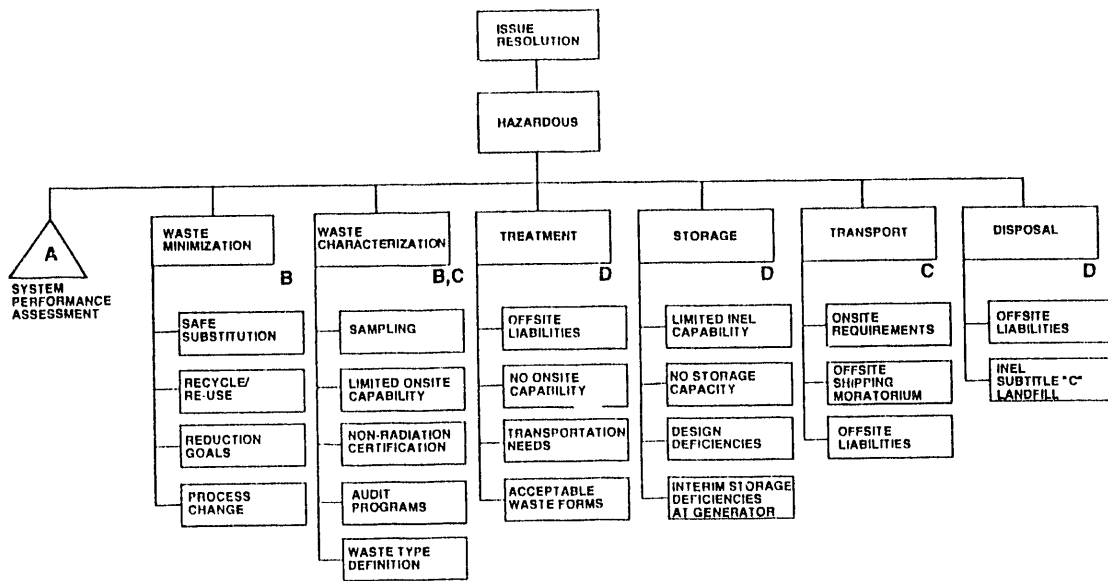 ISSUE
RESOLUTION
HAZARDOUS
A
SYSTEM
PERFORMANCE
ASSESSMENT
WASTE
MINIMIZATION
B
SAFE
SUBSTITUTION
RECYCLE/
RE-USE
REDUCTION
GOALS
PROCESS
CHANGE
WASTE
CHARACTERIZATION
B,C
SAMPLING
LIMITED ONSITE
CAPABILITY
NON-RADIATION
CERTIFICATION
AUDIT
PROGRAMS
WASTE TYPE
DEFINITION
TREATMENT
D
OFFSITE
LIABILITIES
NO ONSITE
CAPABILITY
TRANSPORTATION
NEEDS
ACCEPTABLE
WASTE FORMS
STORAGE
D
LIMITED INEL
CAPABILITY
NO STORAGE
CAPACITY
DESIGN
DEFICIENCIES
INTERIM STORAGE
DEFICIENCIES
AT GENERATOR
TRANSPORT
C
ONSITE
REQUIREMENTS
OFFSITE
SHIPPING
MORATORIUM
OFFSITE
LIABILITIES
DISPOSAL
D
OFFSITE
LIABILITIES
INEL
SUBTITLE "C"
LANDFILL